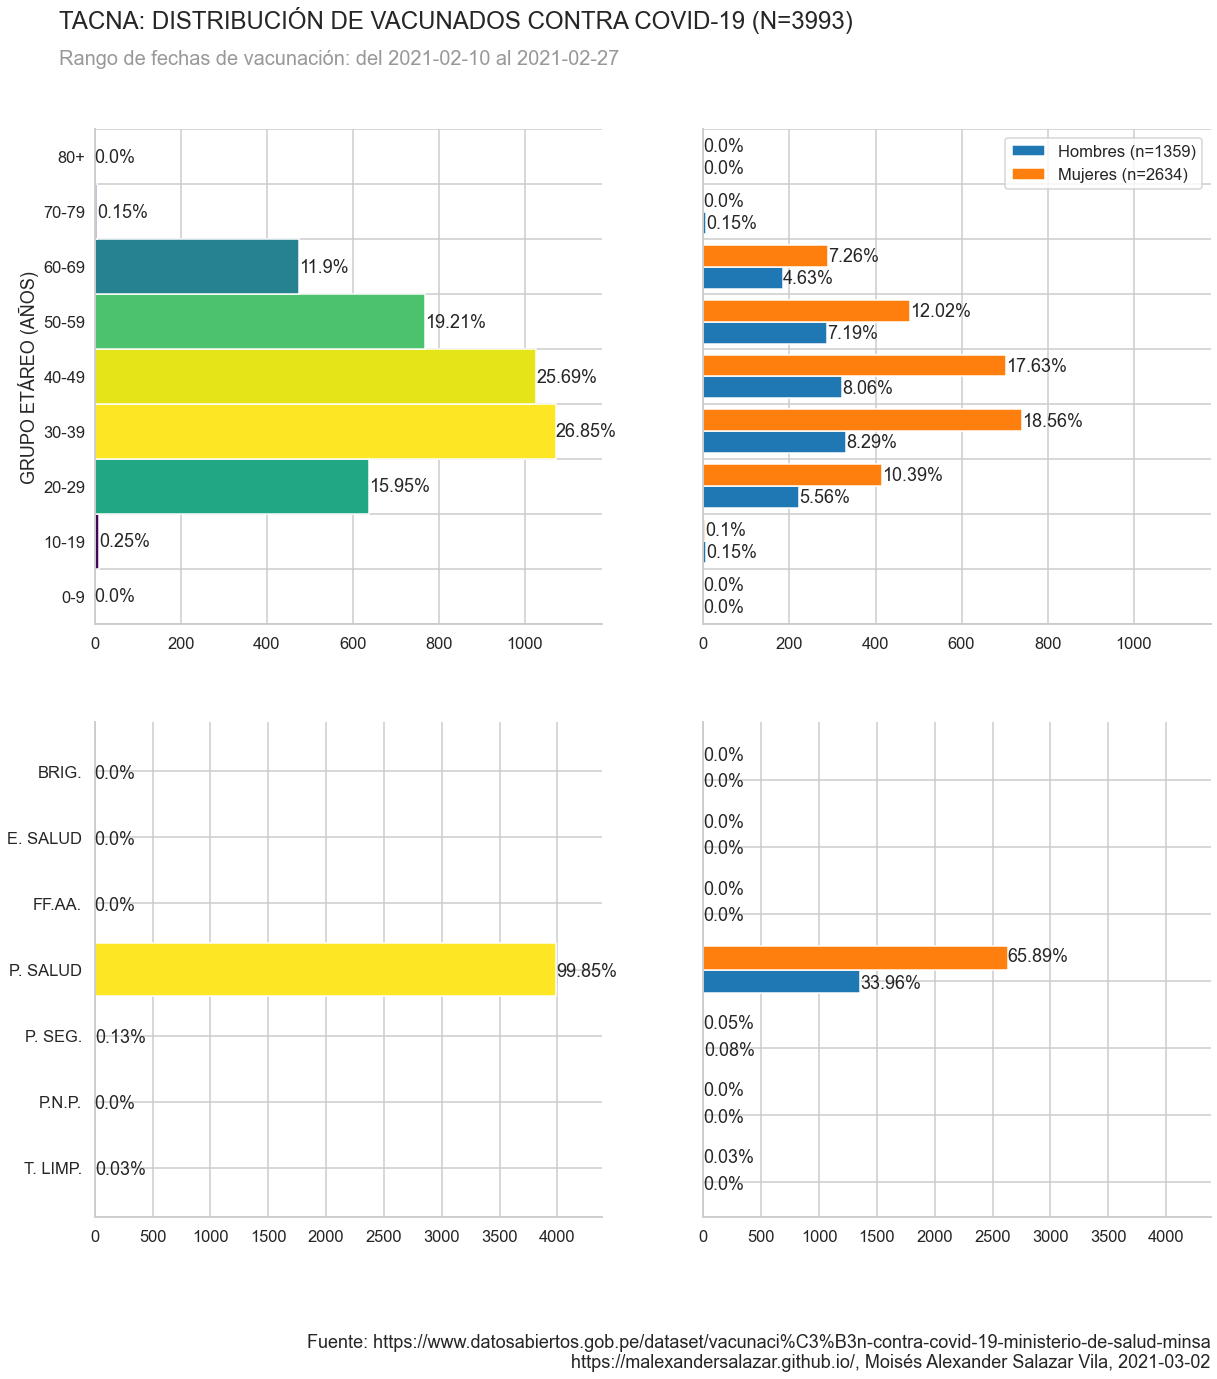 TACNA: DISTRIBUCIÓN DE VACUNADOS CONTRA COVID-19 (N=3993)
Rango de fechas de vacunación: del 2021-02-10 al 2021-02-27
GRUPO ETÁREO (AÑOS)
80+ 0.0%
70-79 0.15%
60-69 11.9%
50-59 19.21%
40-49 25.69%
30-39 26.85%
20-29 15.95%
10-19 0.25%
0-9 0.0%
0 200 400 600 800 1000
Hombres (n=1359)
Mujeres (n=2634)
0.0%
0.0%
0.0%
0.15%
7.26%
4.63%
12.02%
7.19%
17.63%
8.06%
18.56%
8.29%
10.39%
5.56%
0.1%
0.15%
0.0%
0.0%
0 200 400 600 800 1000
BRIG. 0.0%
E. SALUD 0.0%
FF.AA. 0.0%
P. SALUD 99.85%
P. SEG. 0.13%
P.N.P. 0.0%
T. LIMP. 0.03%
0 500 1000 1500 2000 2500 3000 3500 4000
0.0%
0.0%
0.0%
0.0%
0.0%
0.0%
65.89%
33.96%
0.05%
0.08%
0.0%
0.0%
0.03%
0.0%
0 500 1000 1500 2000 2500 3000 3500 4000
Fuente: https://www.datosabiertos.gob.pe/dataset/vacunaci%C3%B3n-contra-covid-19-ministerio-de-salud-minsa
https://malexandersalazar.github.io/, Moisés Alexander Salazar Vila, 2021-03-02